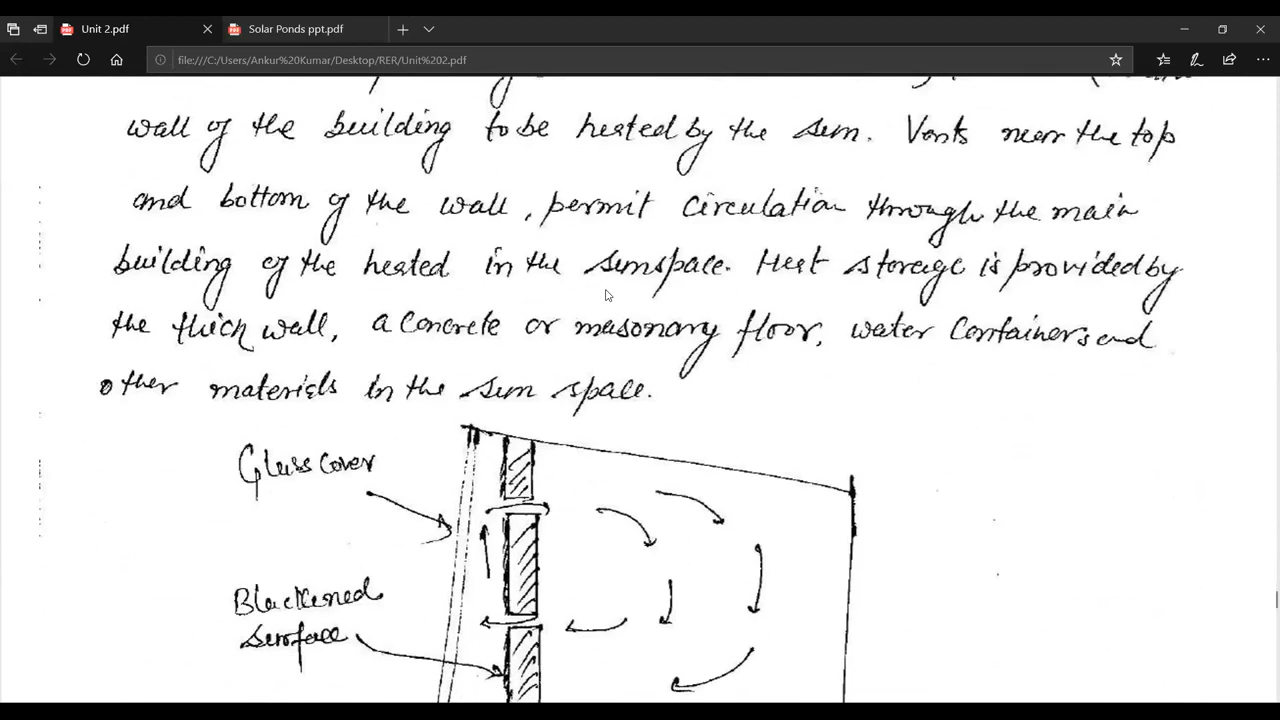 Unit 2.pdf
Solar Ponds ppt.pdf
file:///C:/Users/Ankur%20Kumar/Desktop/RER/Unit%202.pdf
wall of the building to be heated by the sun. Vents near the top
and bottom of the wall, permit circulation through the main
building of the heated in the sunspace. Heat storage is provided by
the thick wall, a concrete or masonary floor, water containers and
other materials in the sun space.
Glass cover
Blackened
surface